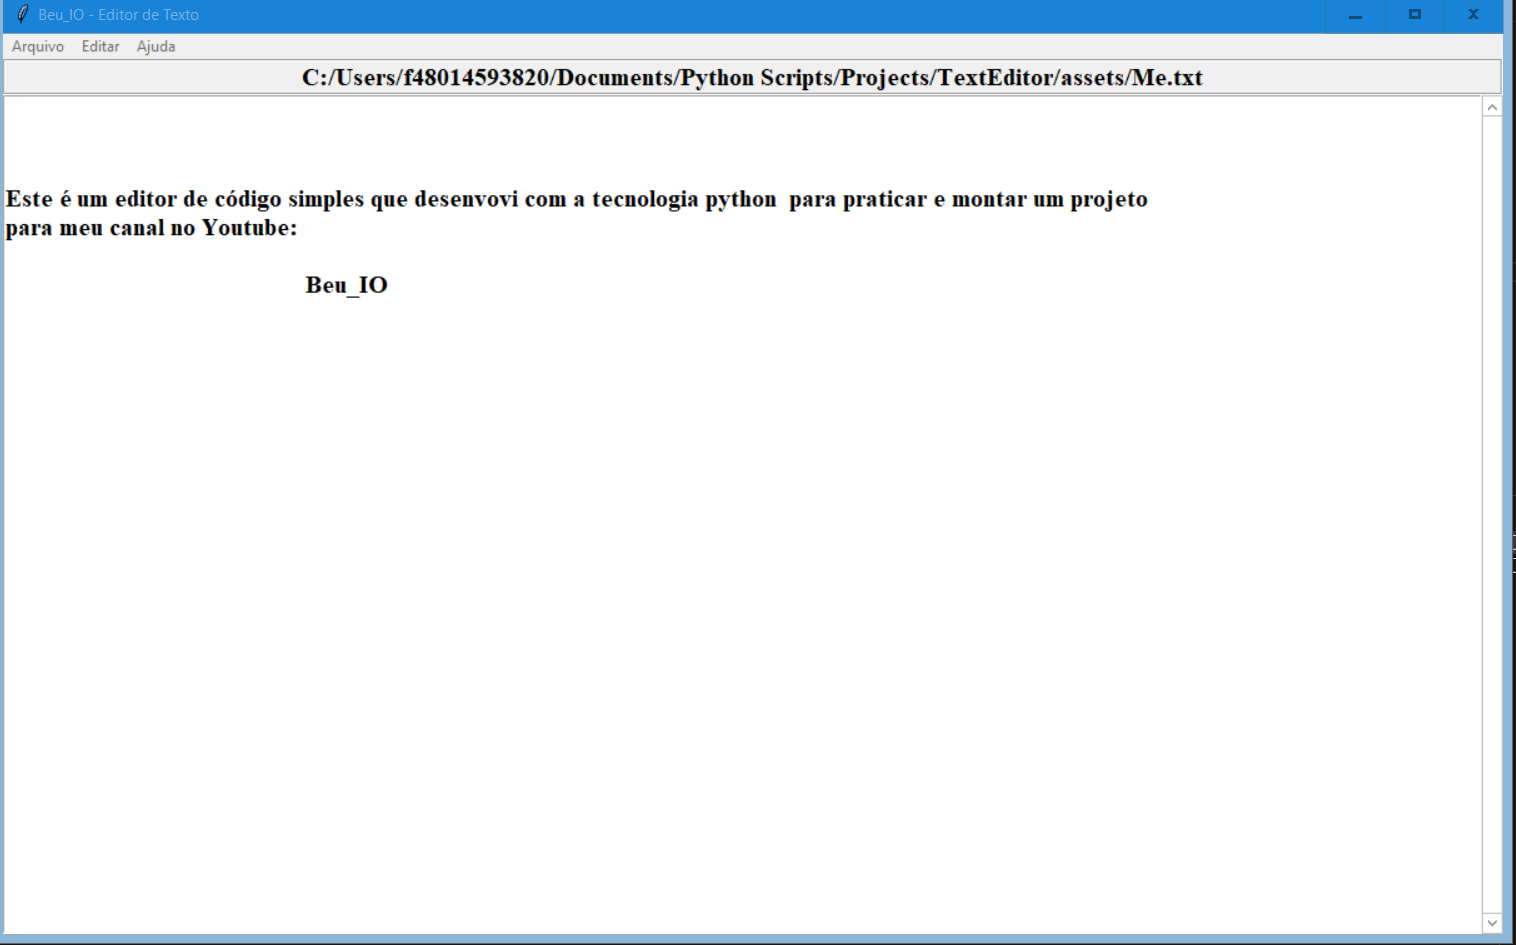 Beu_IO - Editor de Texto
Arquivo Editar Ajuda
C:/Users/f48014593820/Documents/Python Scripts/Projects/TextEditor/assets/Me.txt
Este é um editor de código simples que desenvovi com a tecnologia python  para praticar e montar um projeto
para meu canal no Youtube:
Beu_IO